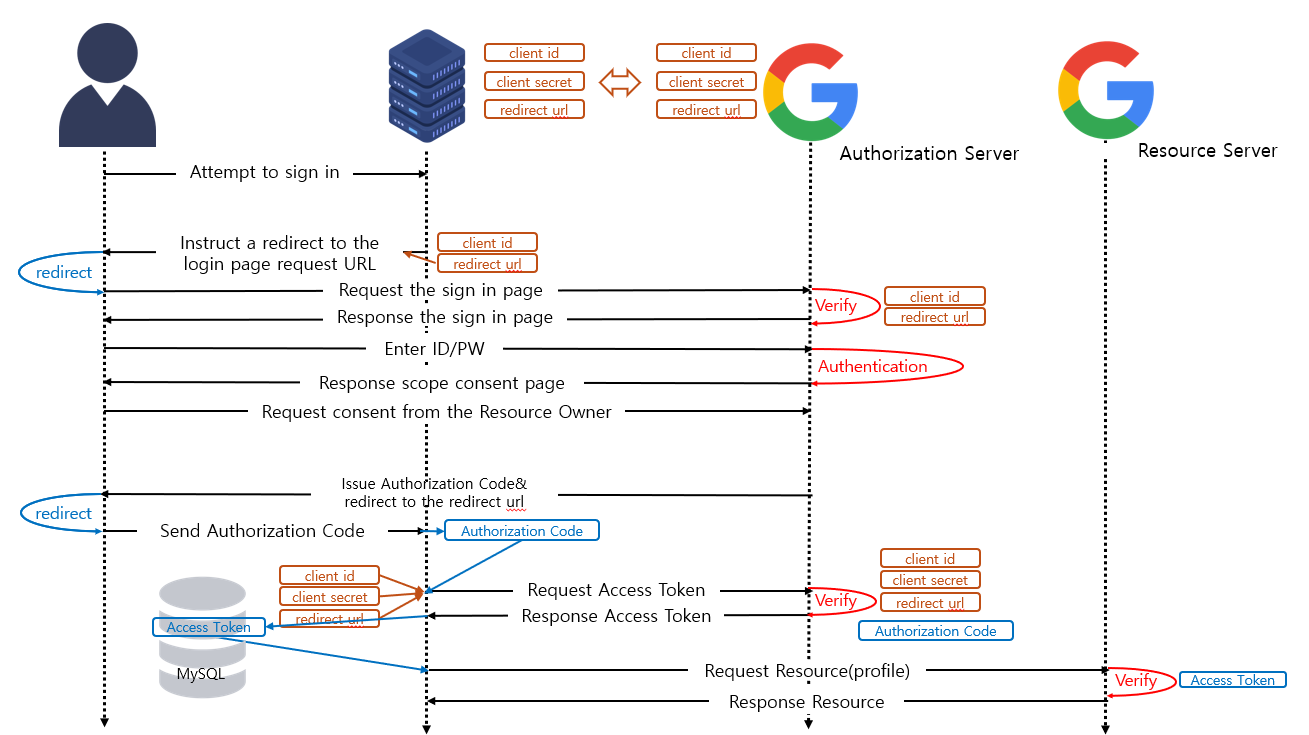 client id
client secret
redirect url
client id
client secret
redirect url
Authorization Server
Resource Server
Attempt to sign in
Instruct a redirect to the
login page request URL
client id
redirect url
redirect
Request the sign in page
Verify
client id
redirect url
Response the sign in page
Enter ID/PW
Authentication
Response scope consent page
Request consent from the Resource Owner
Issue Authorization Code&
redirect to the redirect url
redirect
Send Authorization Code
Authorization Code
client id
client secret
redirect url
Request Access Token
Verify
client id
client secret
redirect url
Authorization Code
Response Access Token
Access Token
MySQL
Request Resource(profile)
Verify
Access Token
Response Resource